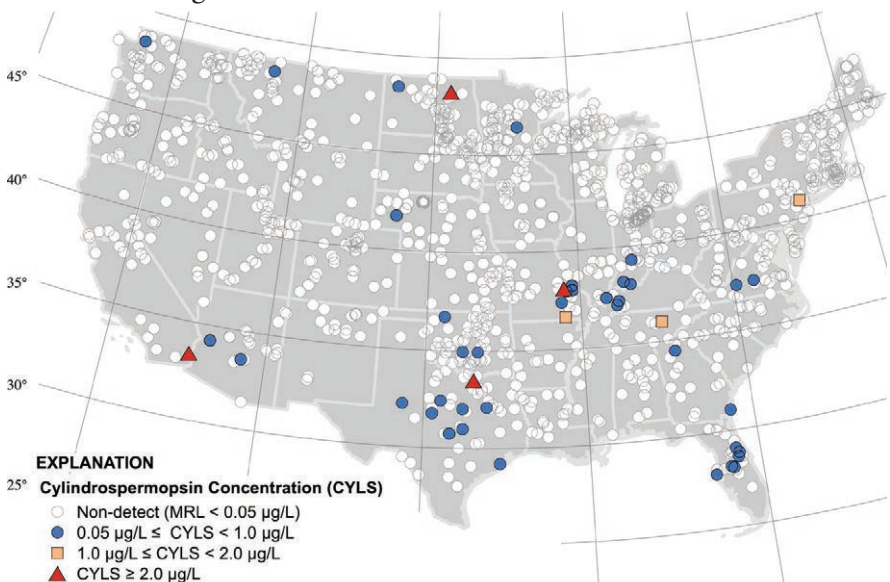 45°
40°
35°
30°
25°
EXPLANATION
Cylindrospermopsin Concentration (CYLS)
Non-detect (MRL < 0.05 µg/L)
0.05 µg/L ≤ CYLS < 1.0 µg/L
1.0 µg/L ≤ CYLS < 2.0 µg/L
CYLS ≥ 2.0 µg/L